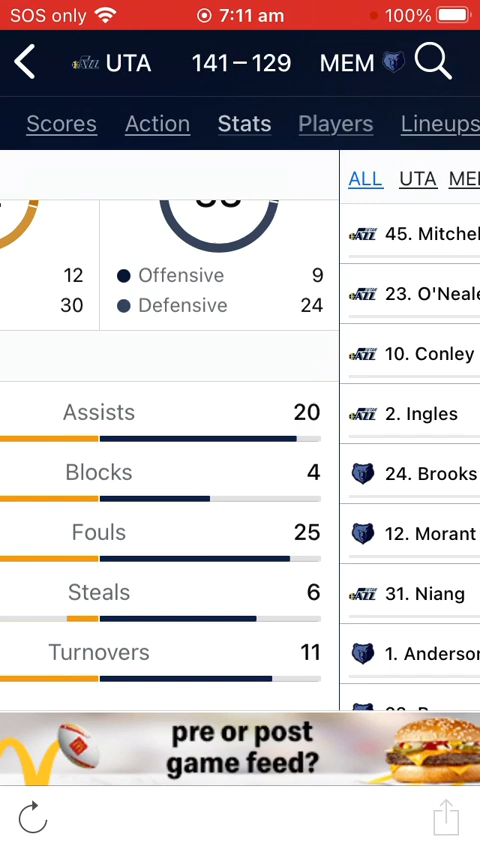 SOS only 7:11 am 100%
UTA 141 – 129 MEM
Scores Action Stats Players Lineups
ALL UTA
12 Offensive 9
30 Defensive 24
Assists 20
Blocks 4
Fouls 25
Steals 6
Turnovers 11
45. Mitchel
23. O'Neale
10. Conley
2. Ingles
24. Brooks
12. Morant
31. Niang
1. Anderson
pre or post
game feed?